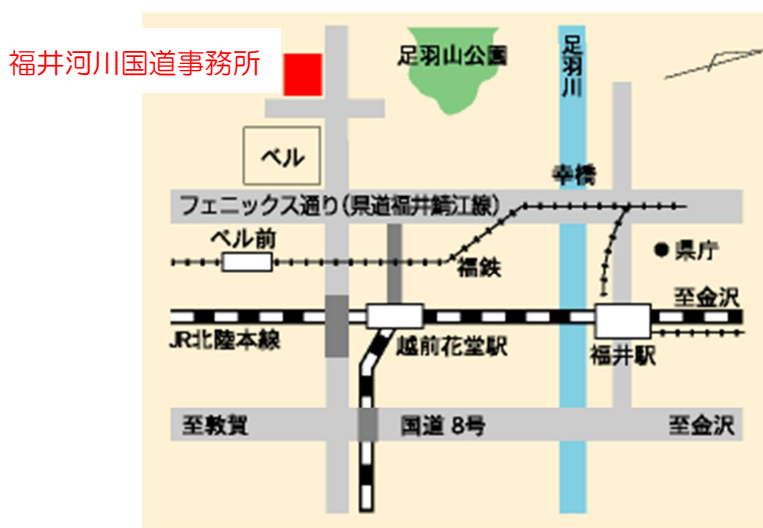 福井河川国道事務所
足羽山公園
足羽川
ベル
幸橋
フェニックス通り(県道福井鯖江線)
ベル前
福鉄
県庁
至金沢
JR北陸本線
越前花堂駅
福井駅
至敦賀
国道 8号
至金沢